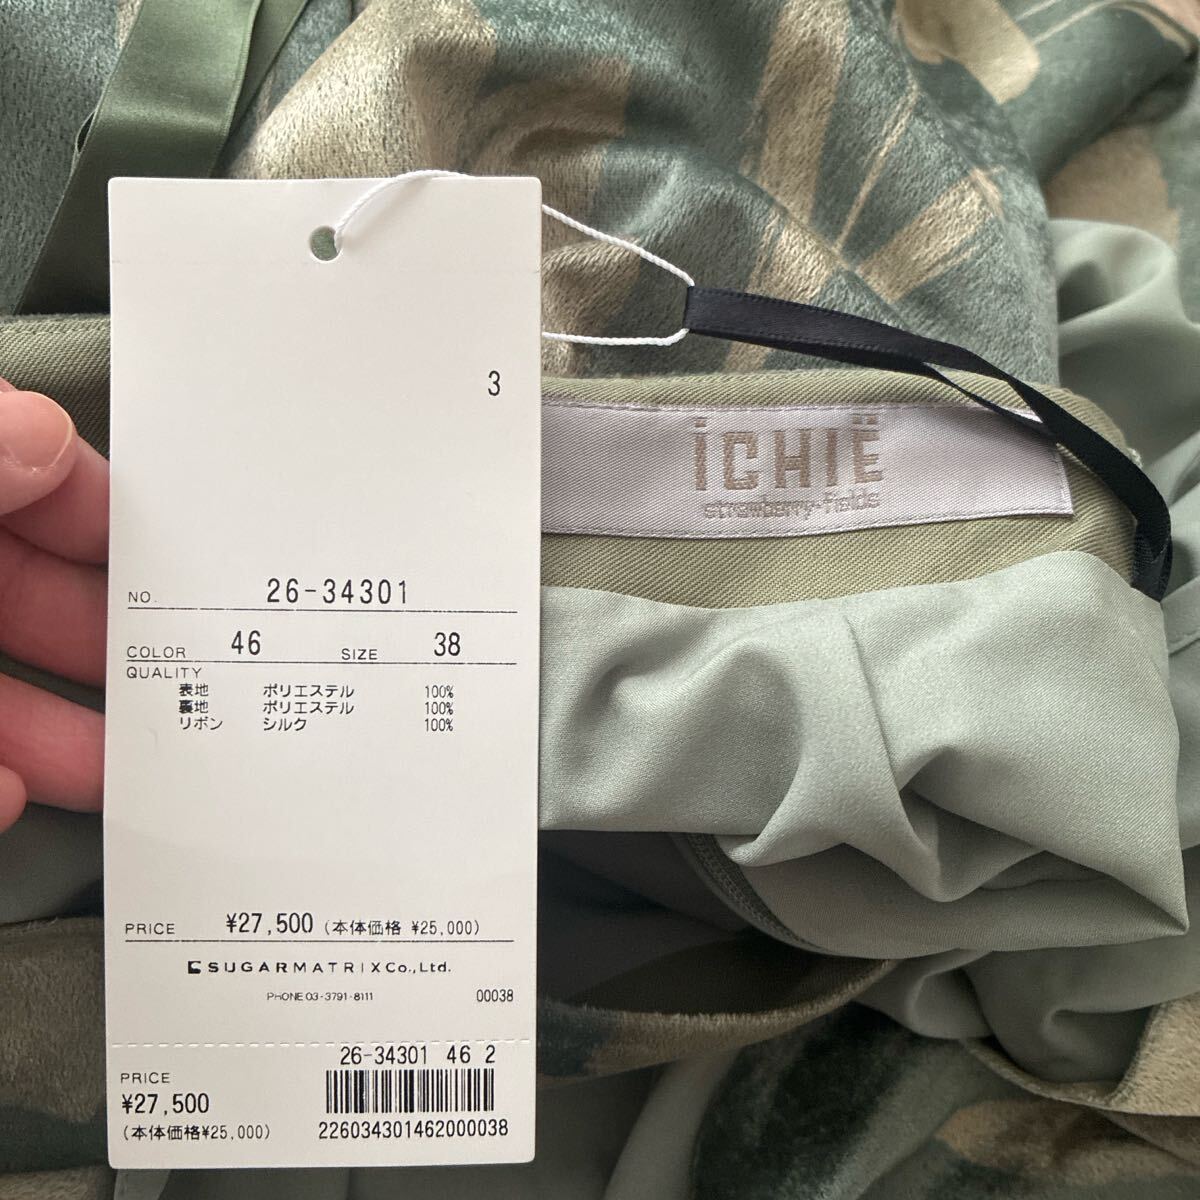 3
NO. 26-34301
COLOR 46 SIZE 38
QUALITY
表地 ポリエステル 100%
裏地 ポリエステル 100%
リボン シルク 100%
PRICE ¥27,500 (本体価格 ¥25,000)
SUGARMATRIX Co.,Ltd.
PHONE 03-3791-8111 00038
26-34301 46 2
PRICE
¥27,500
(本体価格¥25,000)
226034301462000038
İCHIË
strawberry-fields